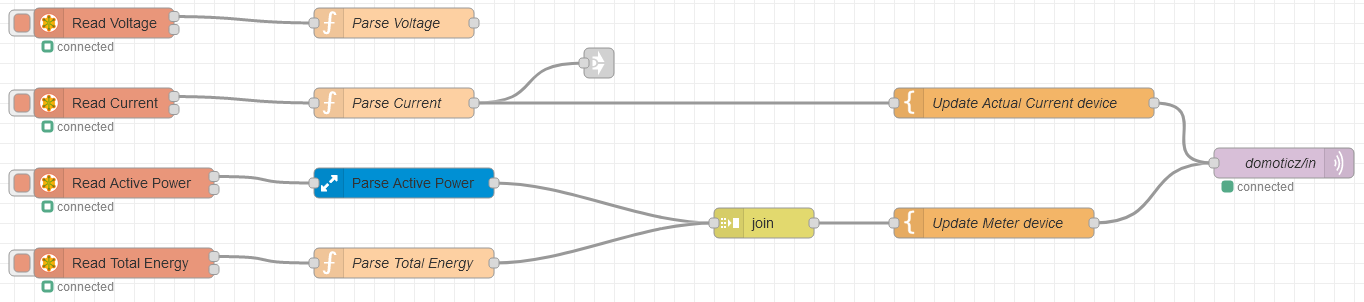 Read Voltage
Parse Voltage
connected
Read Current
Parse Current
Update Actual Current device
connected
domoticz/in
connected
Read Active Power
Parse Active Power
connected
join
Update Meter device
Read Total Energy
Parse Total Energy
connected